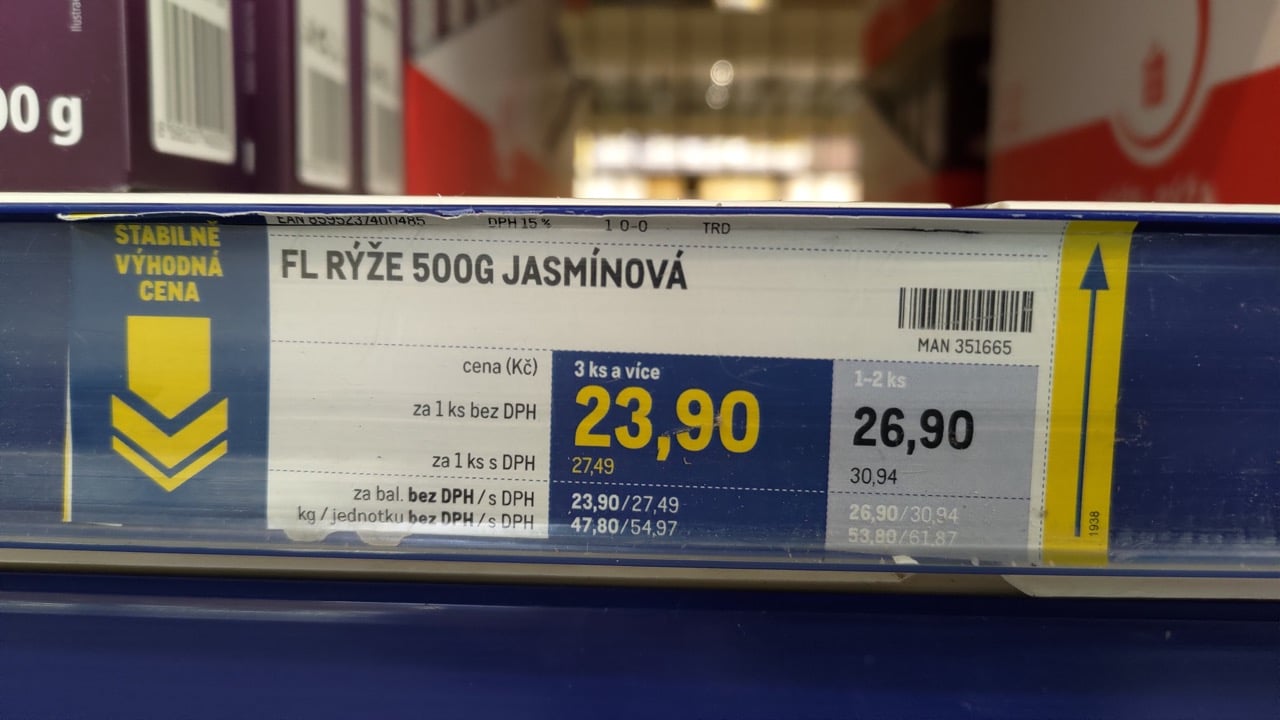 00 g
EAN 8595237400485 DPH 15 % 1 0-0 TRD
STABILNĚ
VÝHODNÁ
CENA
FL RÝŽE 500G JASMÍNOVÁ
MAN 351665
cena (Kč) 3 ks a více 1-2 ks
za 1 ks bez DPH 23,90 26,90
za 1 ks s DPH 27,49 30,94
za bal. bez DPH / s DPH 23,90/27,49 26,90/30,94
kg / jednotku bez DPH / s DPH 47,80/54,97 53,80/61,87
1938